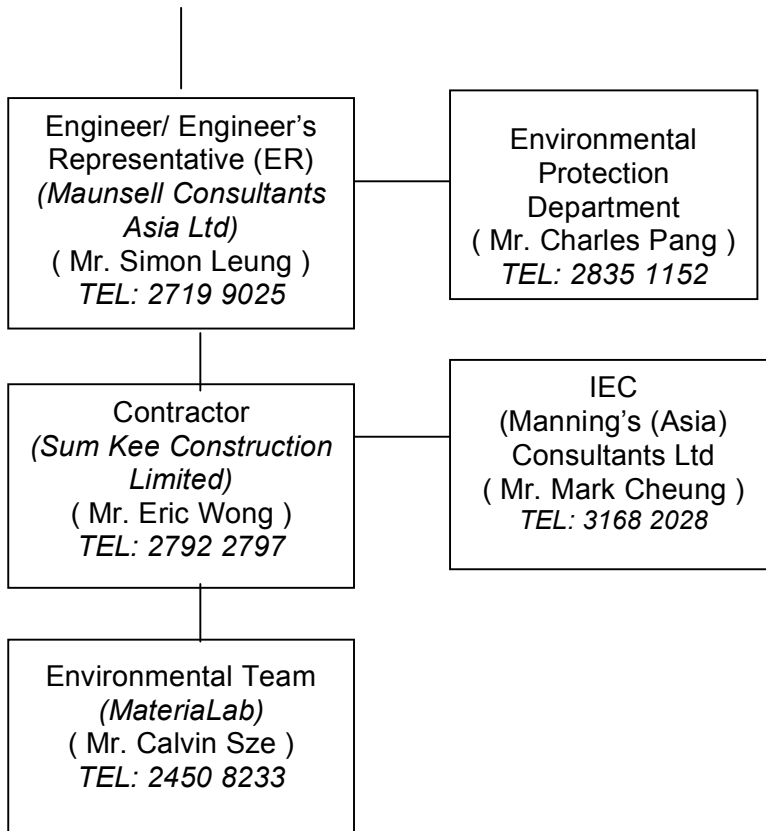 Engineer/ Engineer’s
Representative (ER)
(Maunsell Consultants
Asia Ltd)
( Mr. Simon Leung )
TEL: 2719 9025
Environmental
Protection
Department
( Mr. Charles Pang )
TEL: 2835 1152
Contractor
(Sum Kee Construction
Limited)
( Mr. Eric Wong )
TEL: 2792 2797
IEC
(Manning’s (Asia)
Consultants Ltd
( Mr. Mark Cheung )
TEL: 3168 2028
Environmental Team
(MateriaLab)
( Mr. Calvin Sze )
TEL: 2450 8233